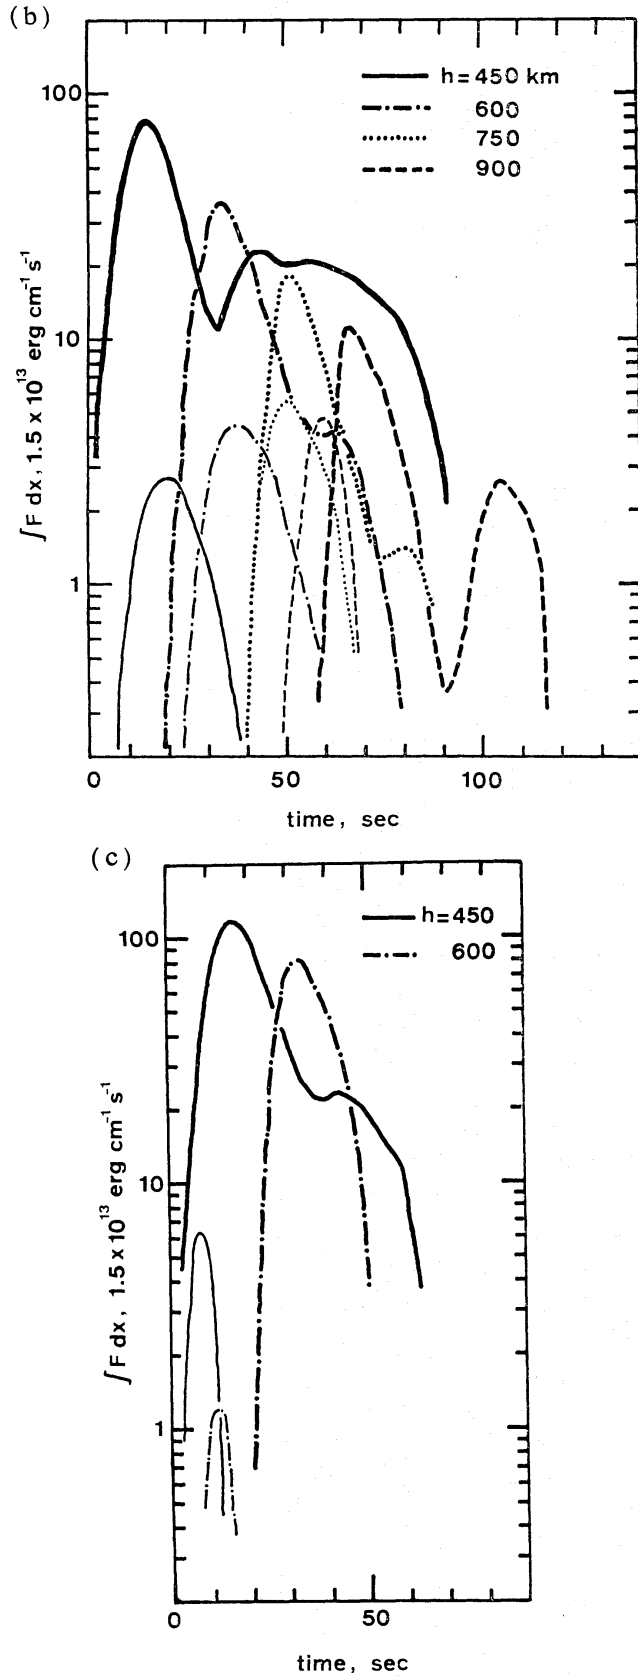 (b)
h=450 km
600
750
900
100
10
1
∫F dx, 1.5 x 10¹³ erg cm⁻¹ s⁻¹
0 50 100
time, sec
(c)
h=450
600
100
10
1
∫F dx, 1.5 x 10¹³ erg cm⁻¹ s⁻¹
0 50
time, sec